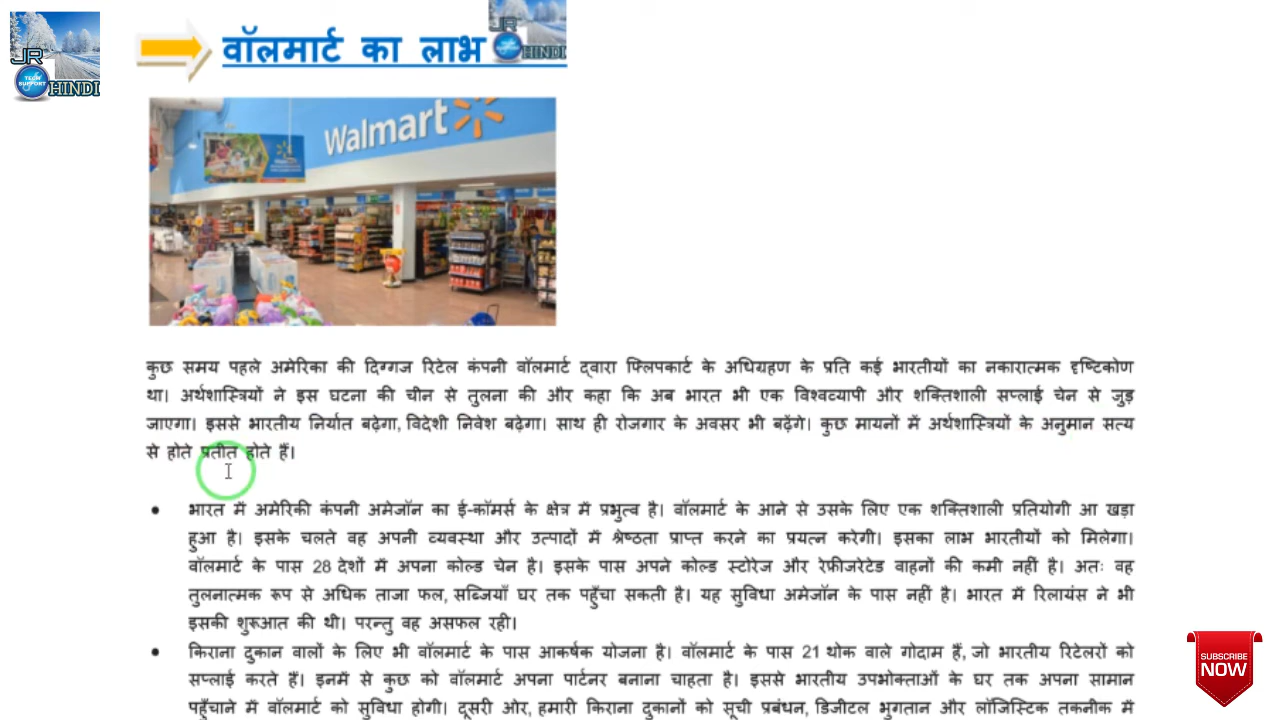 JR
TECH
SUPPORT
HINDI
वॉलमार्ट का लाभ
JR
TECH
SUPPORT
HINDI
Walmart
कुछ समय पहले अमेरिका की दिग्गज रिटेल कंपनी वॉलमार्ट द्वारा फ्लिपकार्ट के अधिग्रहण के प्रति कई भारतीयों का नकारात्मक दृष्टिकोण
था। अर्थशास्त्रियों ने इस घटना की चीन से तुलना की और कहा कि अब भारत भी एक विश्वव्यापी और शक्तिशाली सप्लाई चेन से जुड़
जाएगा। इससे भारतीय निर्यात बढ़ेगा, विदेशी निवेश बढ़ेगा। साथ ही रोजगार के अवसर भी बढ़ेंगे। कुछ मायनों में अर्थशास्त्रियों के अनुमान सत्य
से होते प्रतीत होते हैं।
● भारत में अमेरिकी कंपनी अमेजॉन का ई-कॉमर्स के क्षेत्र में प्रभुत्व है। वॉलमार्ट के आने से उसके लिए एक शक्तिशाली प्रतियोगी आ खड़ा
हुआ है। इसके चलते वह अपनी व्यवस्था और उत्पादों में श्रेष्ठता प्राप्त करने का प्रयत्न करेगी। इसका लाभ भारतीयों को मिलेगा।
वॉलमार्ट के पास 28 देशों में अपना कोल्ड चेन है। इसके पास अपने कोल्ड स्टोरेज और रेफ्रीजरेटेड वाहनों की कमी नहीं है। अतः वह
तुलनात्मक रूप से अधिक ताजा फल, सब्जियाँ घर तक पहुँचा सकती है। यह सुविधा अमेजॉन के पास नहीं है। भारत में रिलायंस ने भी
इसकी शुरूआत की थी। परन्तु वह असफल रही।
● किराना दुकान वालों के लिए भी वॉलमार्ट के पास आकर्षक योजना है। वॉलमार्ट के पास 21 थोक वाले गोदाम हैं, जो भारतीय रिटेलरों को
सप्लाई करते हैं। इनमें से कुछ को वॉलमार्ट अपना पार्टनर बनाना चाहता है। इससे भारतीय उपभोक्ताओं के घर तक अपना सामान
पहुँचाने में वॉलमार्ट को सुविधा होगी। दूसरी ओर, हमारी किराना दुकानों को सूची प्रबंधन, डिजीटल भुगतान और लॉजिस्टिक तकनीक में
SUBSCRIBE
NOW